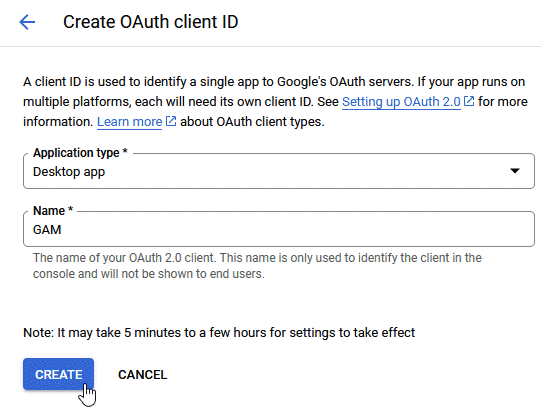 Create OAuth client ID
A client ID is used to identify a single app to Google's OAuth servers. If your app runs on
multiple platforms, each will need its own client ID. See Setting up OAuth 2.0 for more
information. Learn more about OAuth client types.
Application type *
Desktop app
Name *
GAM
The name of your OAuth 2.0 client. This name is only used to identify the client in the
console and will not be shown to end users.
Note: It may take 5 minutes to a few hours for settings to take effect
CREATE CANCEL